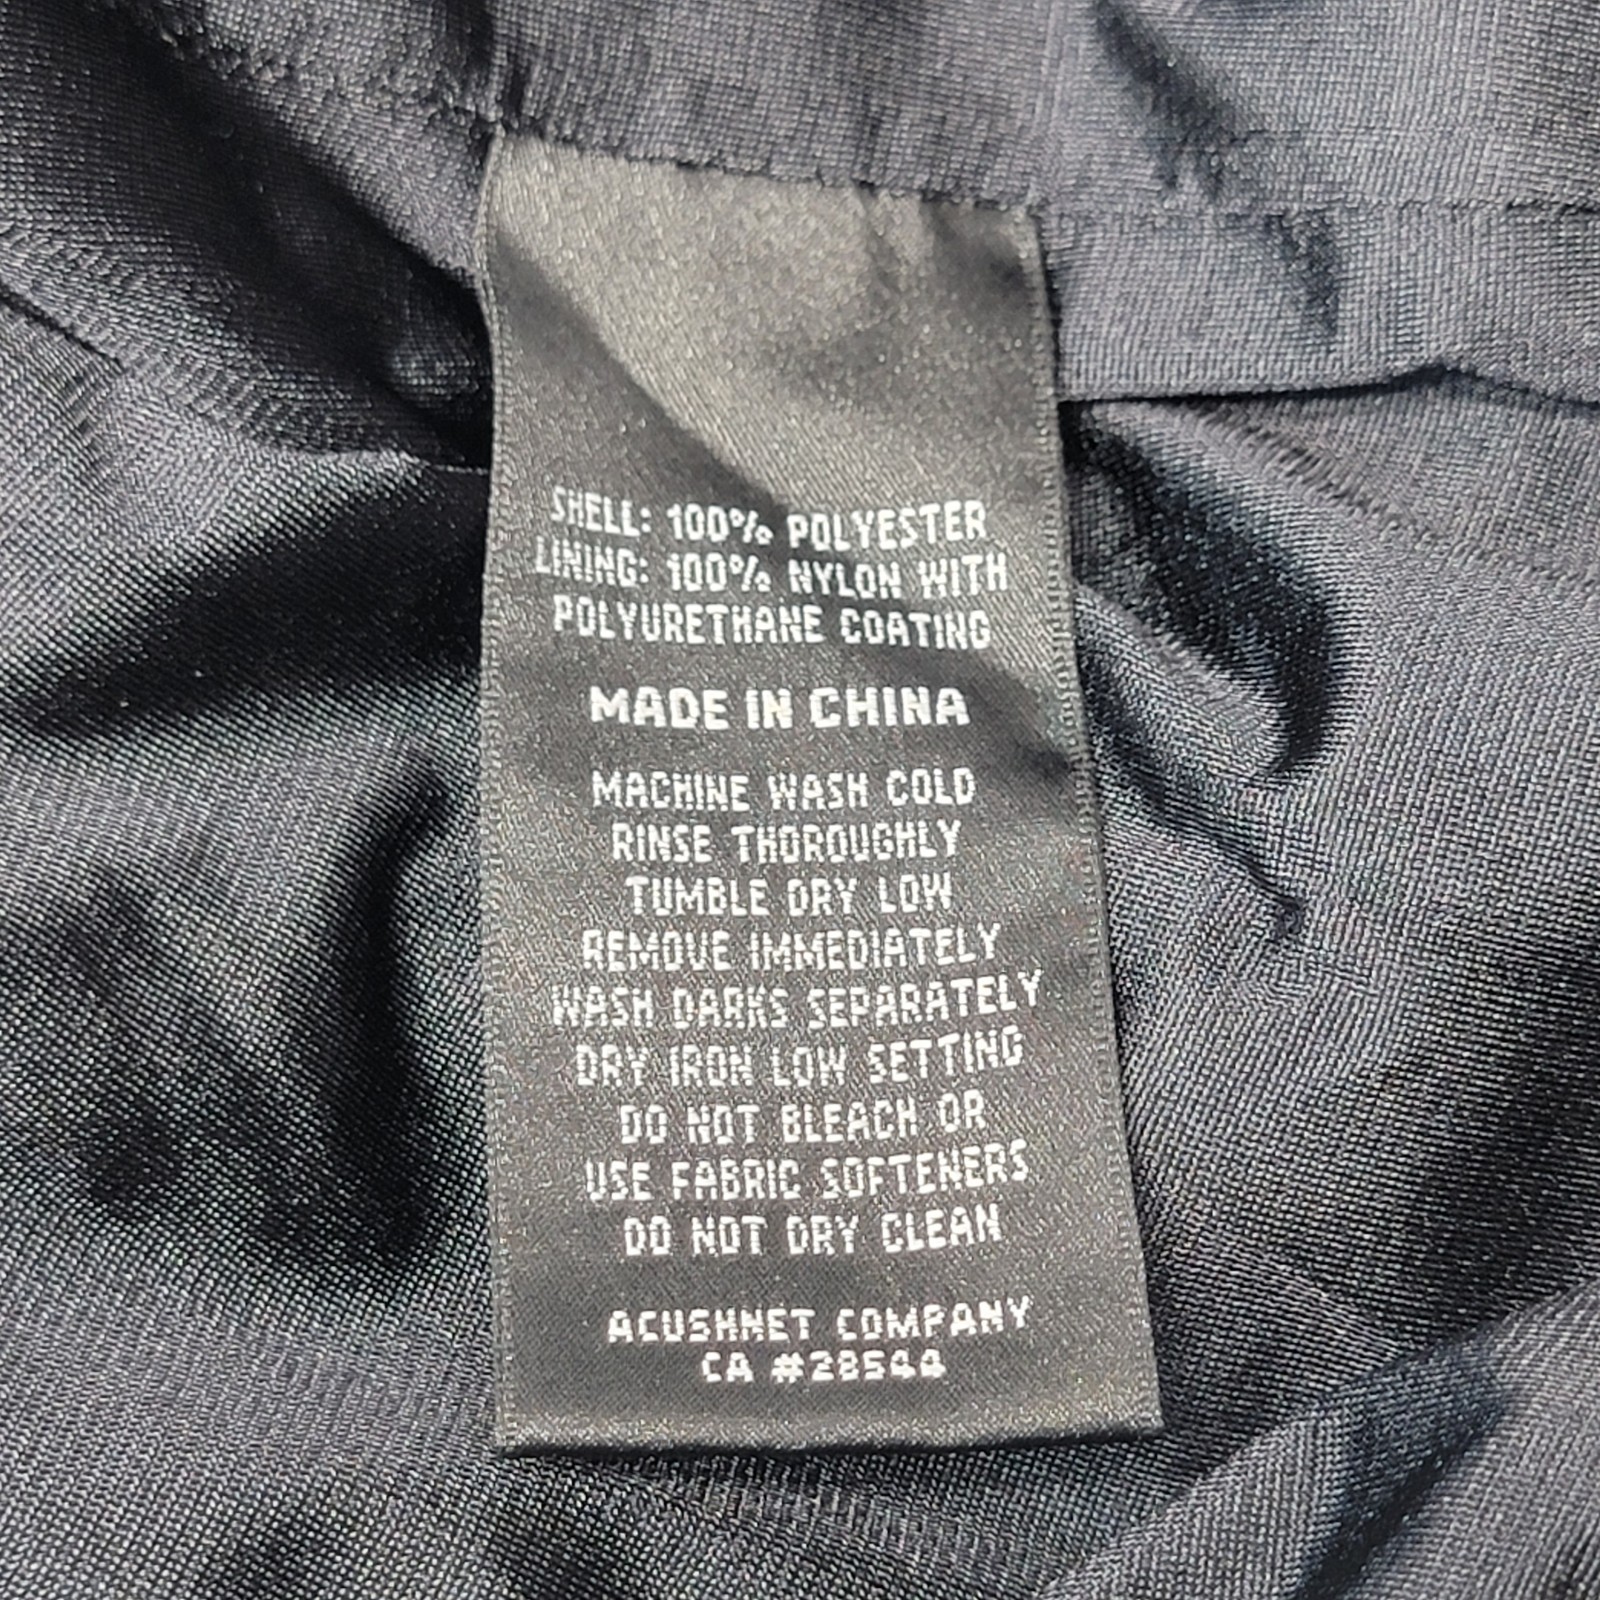 SHELL: 100% POLYESTER
LINING: 100% NYLON WITH
POLYURETHANE COATING
MADE IN CHINA
MACHINE WASH COLD
RINSE THOROUGHLY
TUMBLE DRY LOW
REMOVE IMMEDIATELY
WASH DARKS SEPARATELY
DRY IRON LOW SETTING
DO NOT BLEACH OR
USE FABRIC SOFTENERS
DO NOT DRY CLEAN
ACUSHNET COMPANY
CA #28544